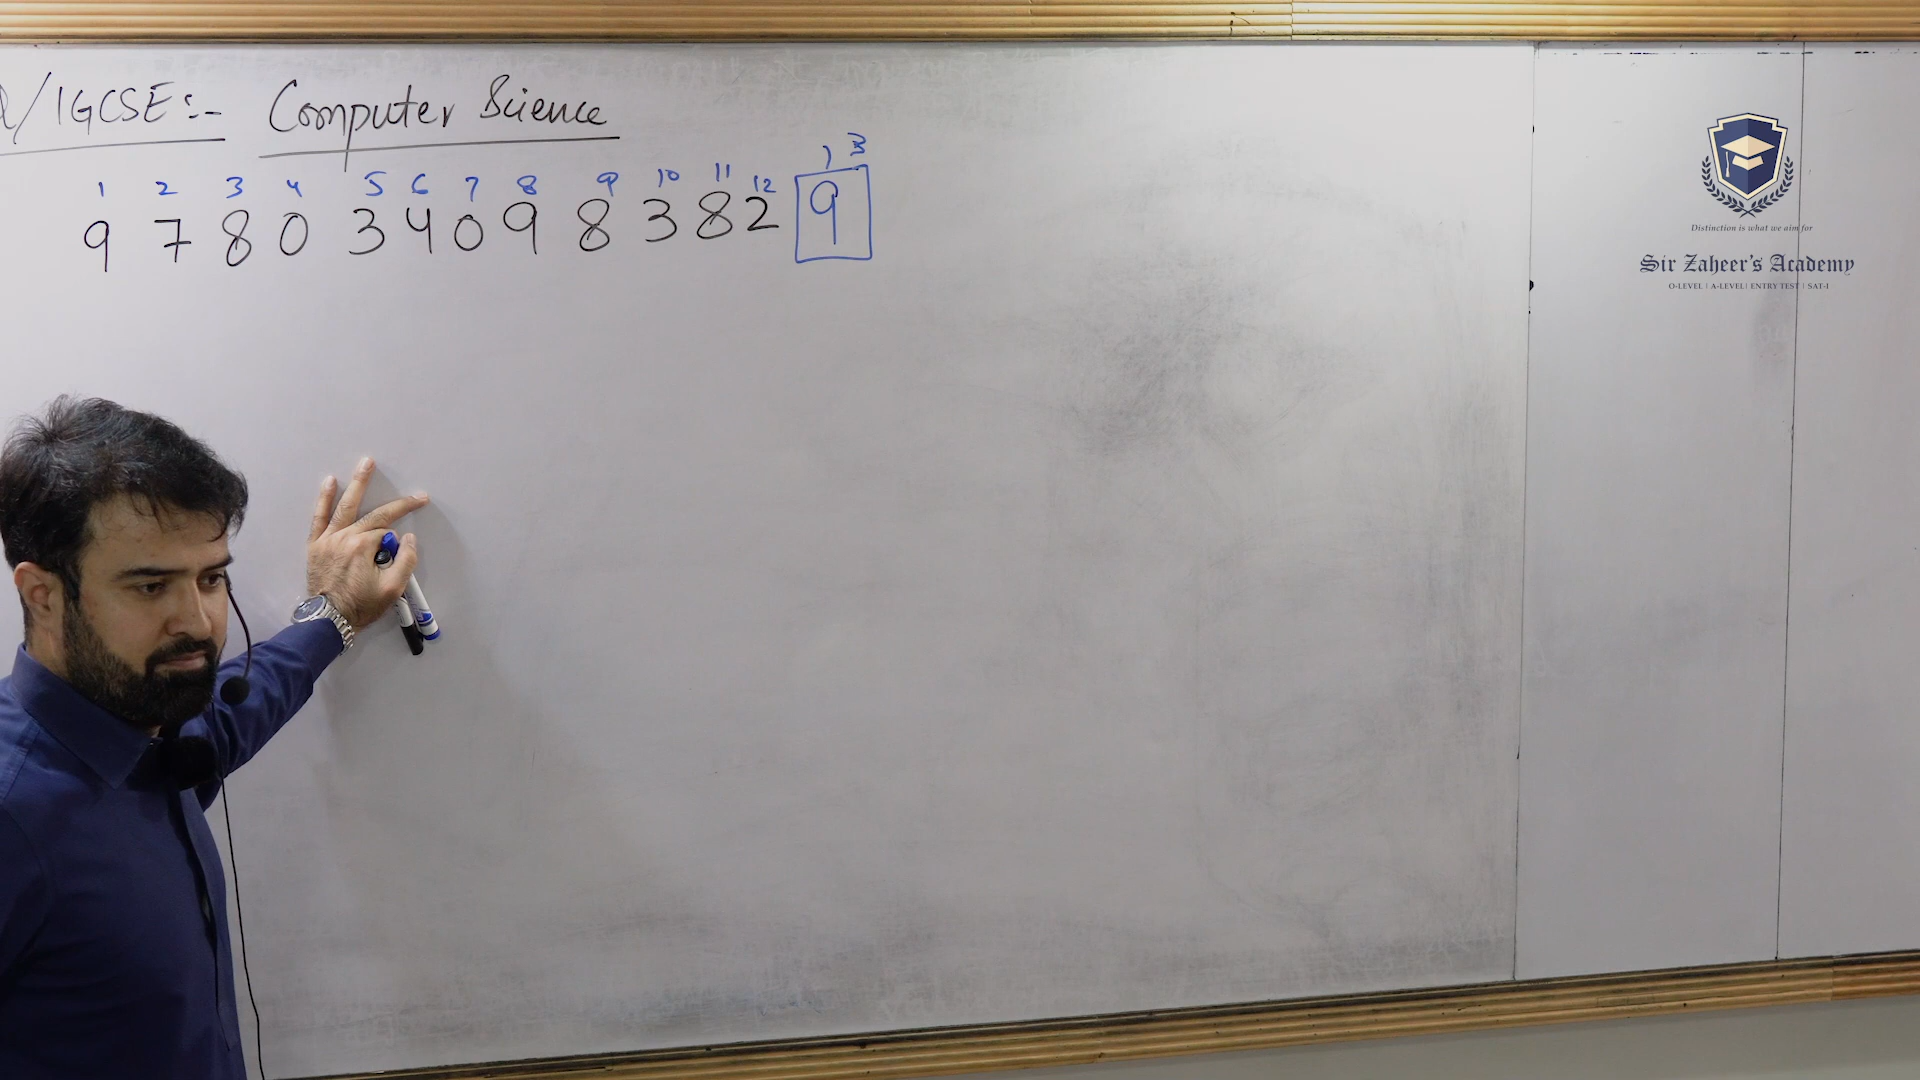 /IGCSE:- Computer Science
1 2 3 4 5 6 7 8 9 10 11 12 13
9 7 8 0 3 4 0 9 8 3 8 2 9
Distinction is what we aim for
Sir Zaheer's Academy
O-LEVEL | A-LEVEL | ENTRY TEST | SAT-I